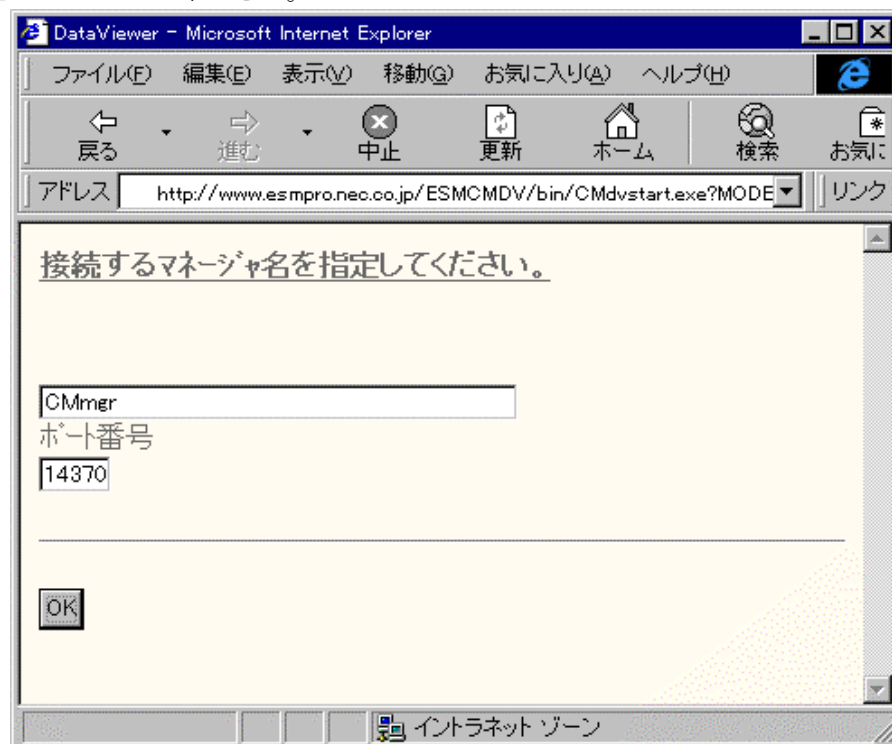 DataViewer - Microsoft Internet Explorer
ファイル(F) 編集(E) 表示(V) 移動(G) お気に入り(A) ヘルプ(H)
戻る 進む 中止 更新 ホーム 検索 お気に
アドレス http://www.esmpro.nec.co.jp/ESMCMDV/bin/CMdvstart.exe?MODE リンク
接続するﾏﾈｰｼﾞｬ名を指定してください。
CMmgr
ﾎﾟｰﾄ番号
14370
OK
イントラネット ゾーン